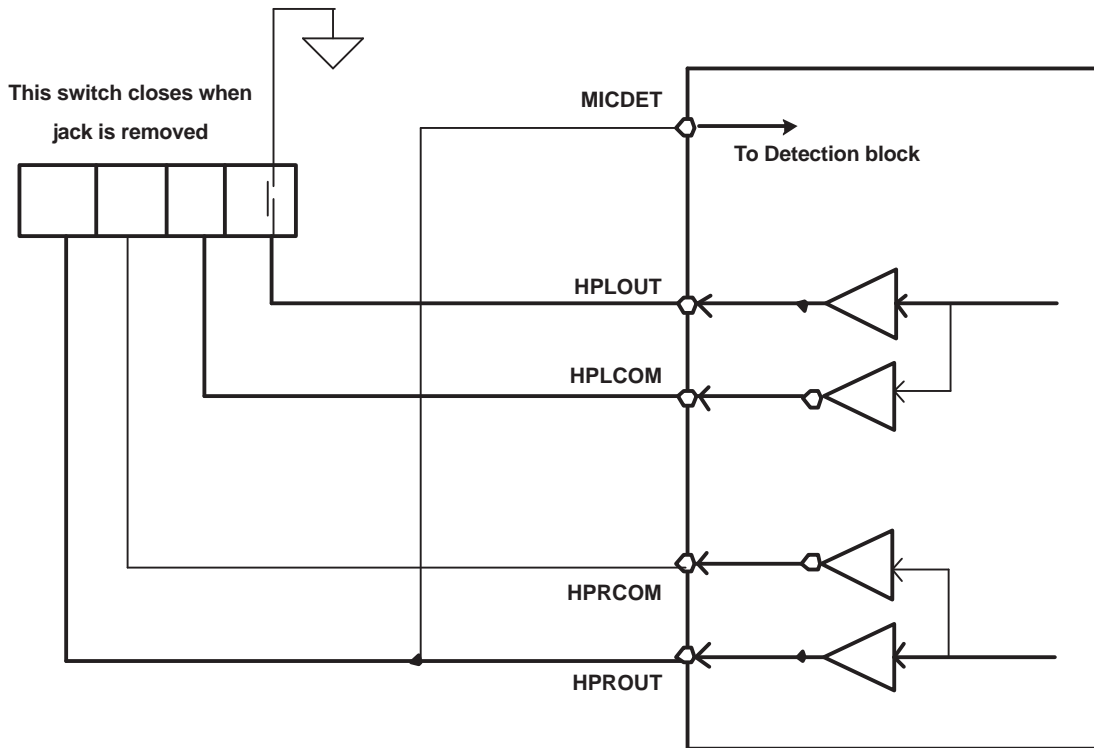 This switch closes when
jack is removed
MICDET
To Detection block
HPLOUT
HPLCOM
HPRCOM
HPROUT